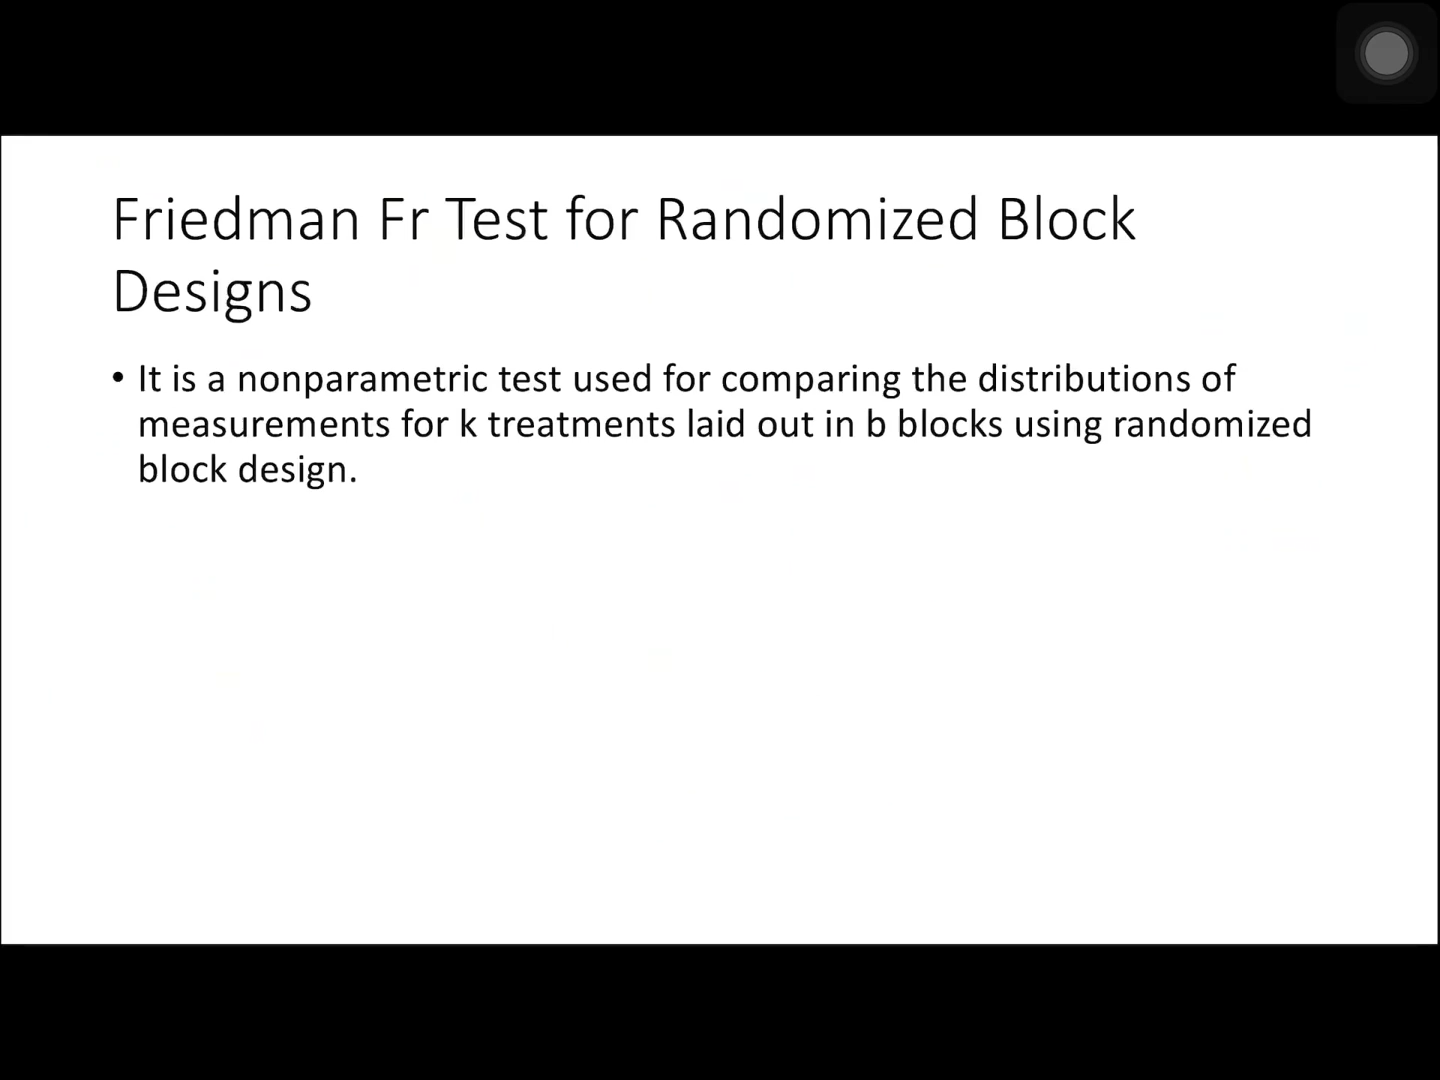 Friedman Fr Test for Randomized Block
Designs
• It is a nonparametric test used for comparing the distributions of
measurements for k treatments laid out in b blocks using randomized
block design.